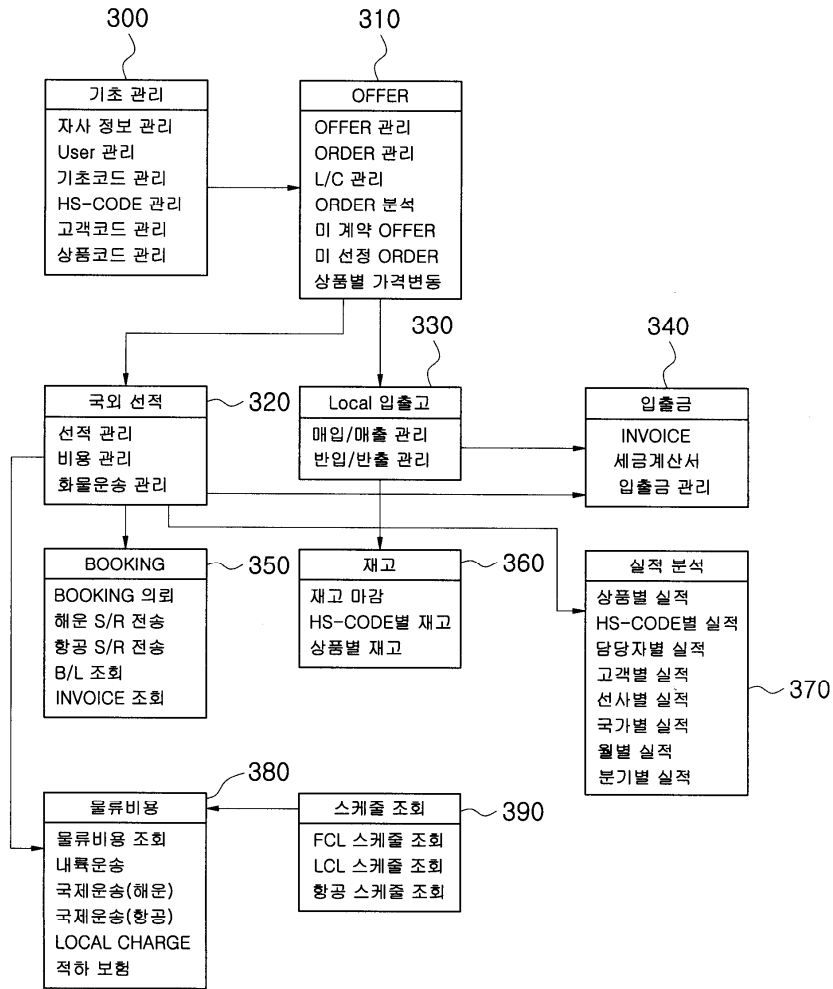 300
기초 관리
자사 정보 관리
User 관리
기초코드 관리
HS-CODE 관리
고객코드 관리
상품코드 관리
310
OFFER
OFFER 관리
ORDER 관리
L/C 관리
ORDER 분석
미 계약 OFFER
미 선정 ORDER
상품별 가격변동
320
국외 선적
선적 관리
비용 관리
화물운송 관리
330
Local 입출고
매입/매출 관리
반입/반출 관리
340
입출금
INVOICE
세금계산서
입출금 관리
350
BOOKING
BOOKING 의뢰
해운 S/R 전송
항공 S/R 전송
B/L 조회
INVOICE 조회
360
재고
재고 마감
HS-CODE별 재고
상품별 재고
실적 분석
상품별 실적
HS-CODE별 실적
담당자별 실적
고객별 실적
선사별 실적
국가별 실적
월별 실적
분기별 실적
370
380
물류비용
물류비용 조회
내륙운송
국제운송(해운)
국제운송(항공)
LOCAL CHARGE
적하 보험
스케줄 조회
390
FCL 스케줄 조회
LCL 스케줄 조회
항공 스케줄 조회